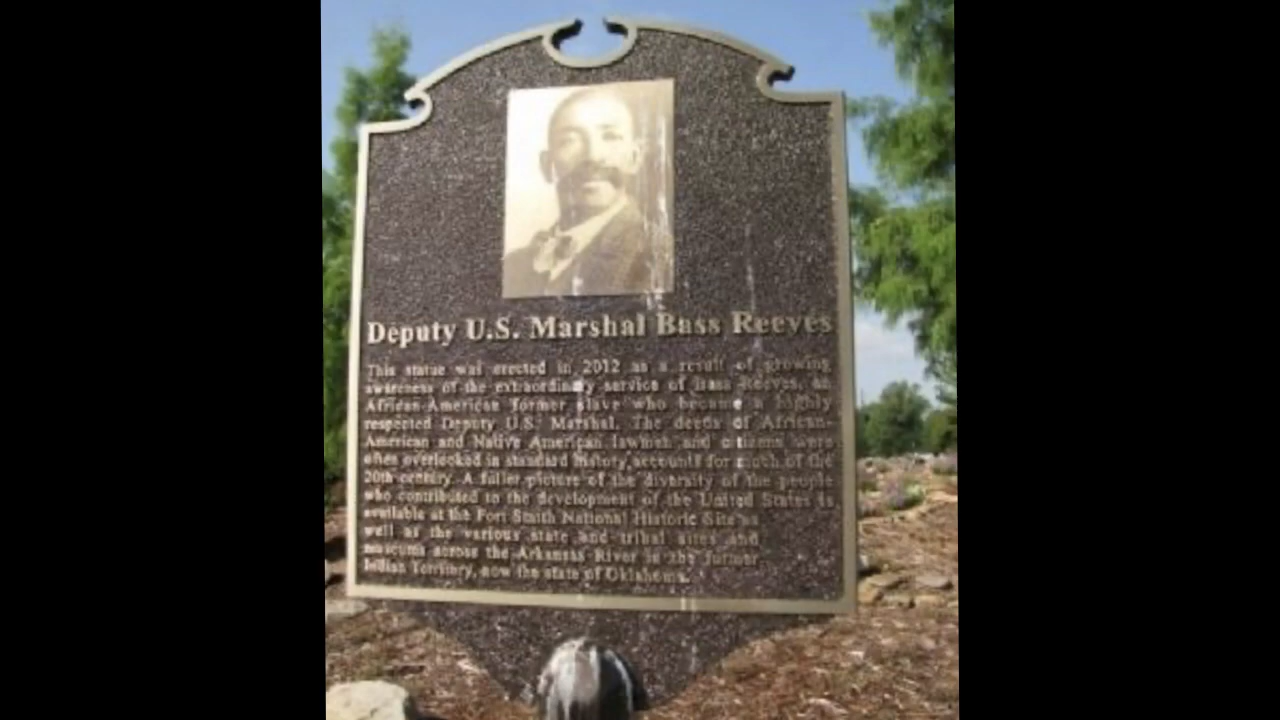 Deputy U.S. Marshal Bass Reeves
This statue was erected in 2012 as a result of growing
awareness of the extraordinary service of Bass Reeves, an
African-American former slave who became a highly
respected Deputy U.S. Marshal. The deeds of African-
American and Native American lawmen and citizens were
often overlooked in standard history accounts for much of the
20th century. A fuller picture of the diversity of the people
who contributed to the development of the United States is
available at the Fort Smith National Historic Site as
well as the various state and tribal sites and
museums across the Arkansas River in the former
Indian Territory, now the state of Oklahoma.